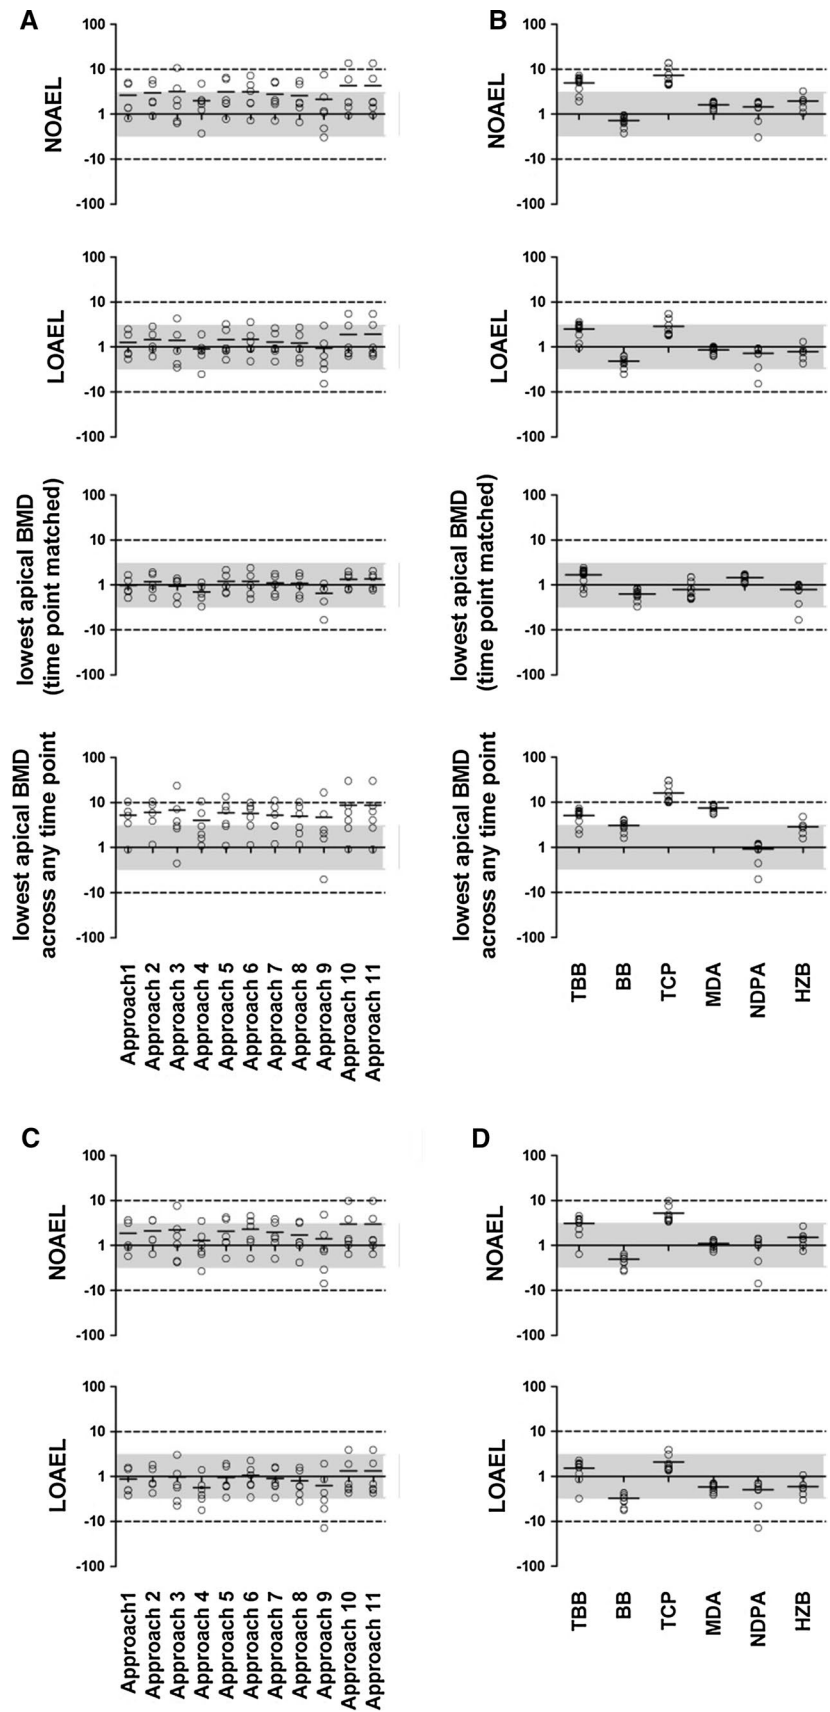 A
NOAEL
100
10
1
-10
-100
LOAEL
100
10
1
-10
-100
lowest apical BMD
(time point matched)
100
10
1
-10
-100
lowest apical BMD
across any time point
100
10
1
-10
-100
Approach1
Approach 2
Approach 3
Approach 4
Approach 5
Approach 6
Approach 7
Approach 8
Approach 9
Approach 10
Approach 11
B
NOAEL
100
10
1
-10
-100
LOAEL
100
10
1
-10
-100
lowest apical BMD
(time point matched)
100
10
1
-10
-100
lowest apical BMD
across any time point
100
10
1
-10
-100
TBB
BB
TCP
MDA
NDPA
HZB
C
NOAEL
100
10
1
-10
-100
LOAEL
100
10
1
-10
-100
Approach1
Approach 2
Approach 3
Approach 4
Approach 5
Approach 6
Approach 7
Approach 8
Approach 9
Approach 10
Approach 11
D
NOAEL
100
10
1
-10
-100
LOAEL
100
10
1
-10
-100
TBB
BB
TCP
MDA
NDPA
HZB